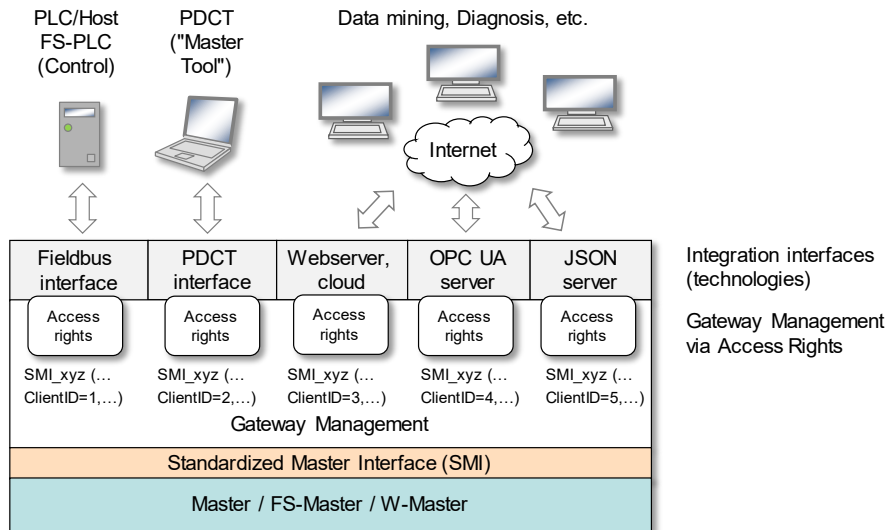 PLC/Host
FS-PLC
(Control)
PDCT
("Master
Tool")
Data mining, Diagnosis, etc.
Internet
Fieldbus
interface
PDCT
interface
Webserver,
cloud
OPC UA
server
JSON
server
Integration interfaces
(technologies)
Access
rights
Access
rights
Access
rights
Access
rights
Access
rights
Gateway Management
via Access Rights
SMI_xyz (…
ClientID=1,…)
SMI_xyz (…
ClientID=2,…)
SMI_xyz (…
ClientID=3,…)
SMI_xyz (…
ClientID=4,…)
SMI_xyz (…
ClientID=5,…)
Gateway Management
Standardized Master Interface (SMI)
Master / FS-Master / W-Master